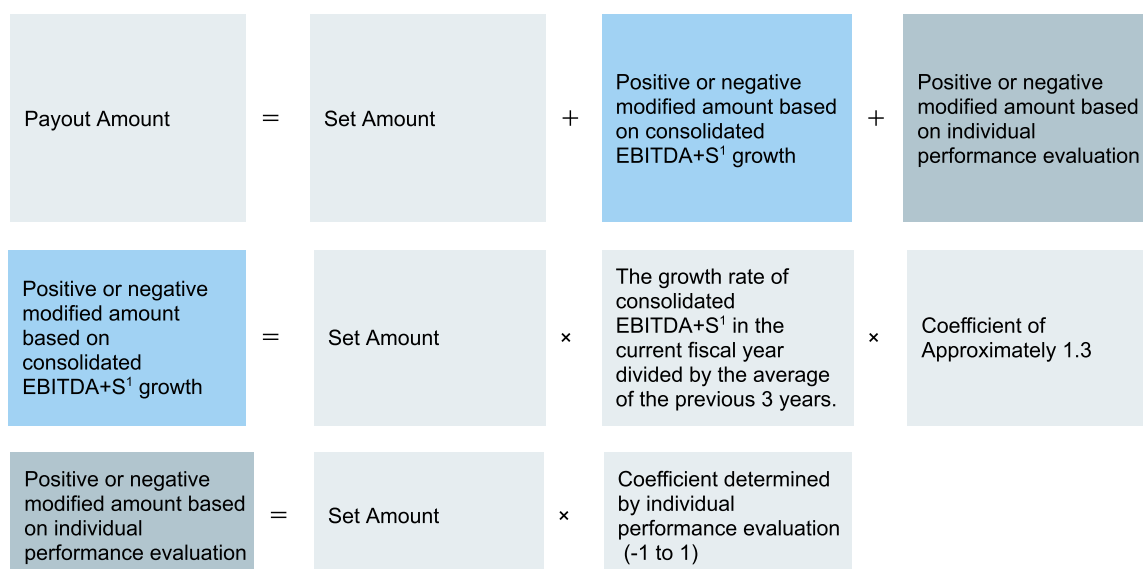 Payout Amount
=
Set Amount
+
Positive or negative
modified amount based
on consolidated
EBITDA+S¹ growth
+
Positive or negative
modified amount based
on individual
performance evaluation
Positive or negative
modified amount
based on
consolidated
EBITDA+S¹ growth
=
Set Amount
×
The growth rate of
consolidated
EBITDA+S¹ in the
current fiscal year
divided by the average
of the previous 3 years.
×
Coefficient of
Approximately 1.3
Positive or negative
modified amount based
on individual
performance evaluation
=
Set Amount
×
Coefficient determined
by individual
performance evaluation
(-1 to 1)